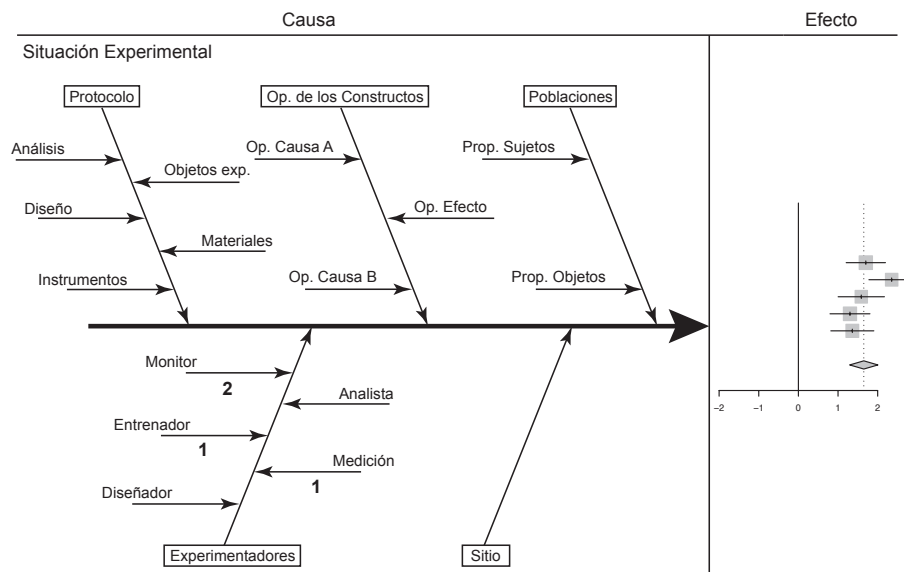 Causa
Efecto
Situación Experimental
Protocolo
Op. de los Constructos
Poblaciones
Análisis
Op. Causa A
Prop. Sujetos
Objetos exp.
Diseño
Op. Efecto
Materiales
Instrumentos
Op. Causa B
Prop. Objetos
Monitor
2
Analista
Entrenador
1
Medición
1
Diseñador
Experimentadores
Sitio
−2 −1 0 1 2